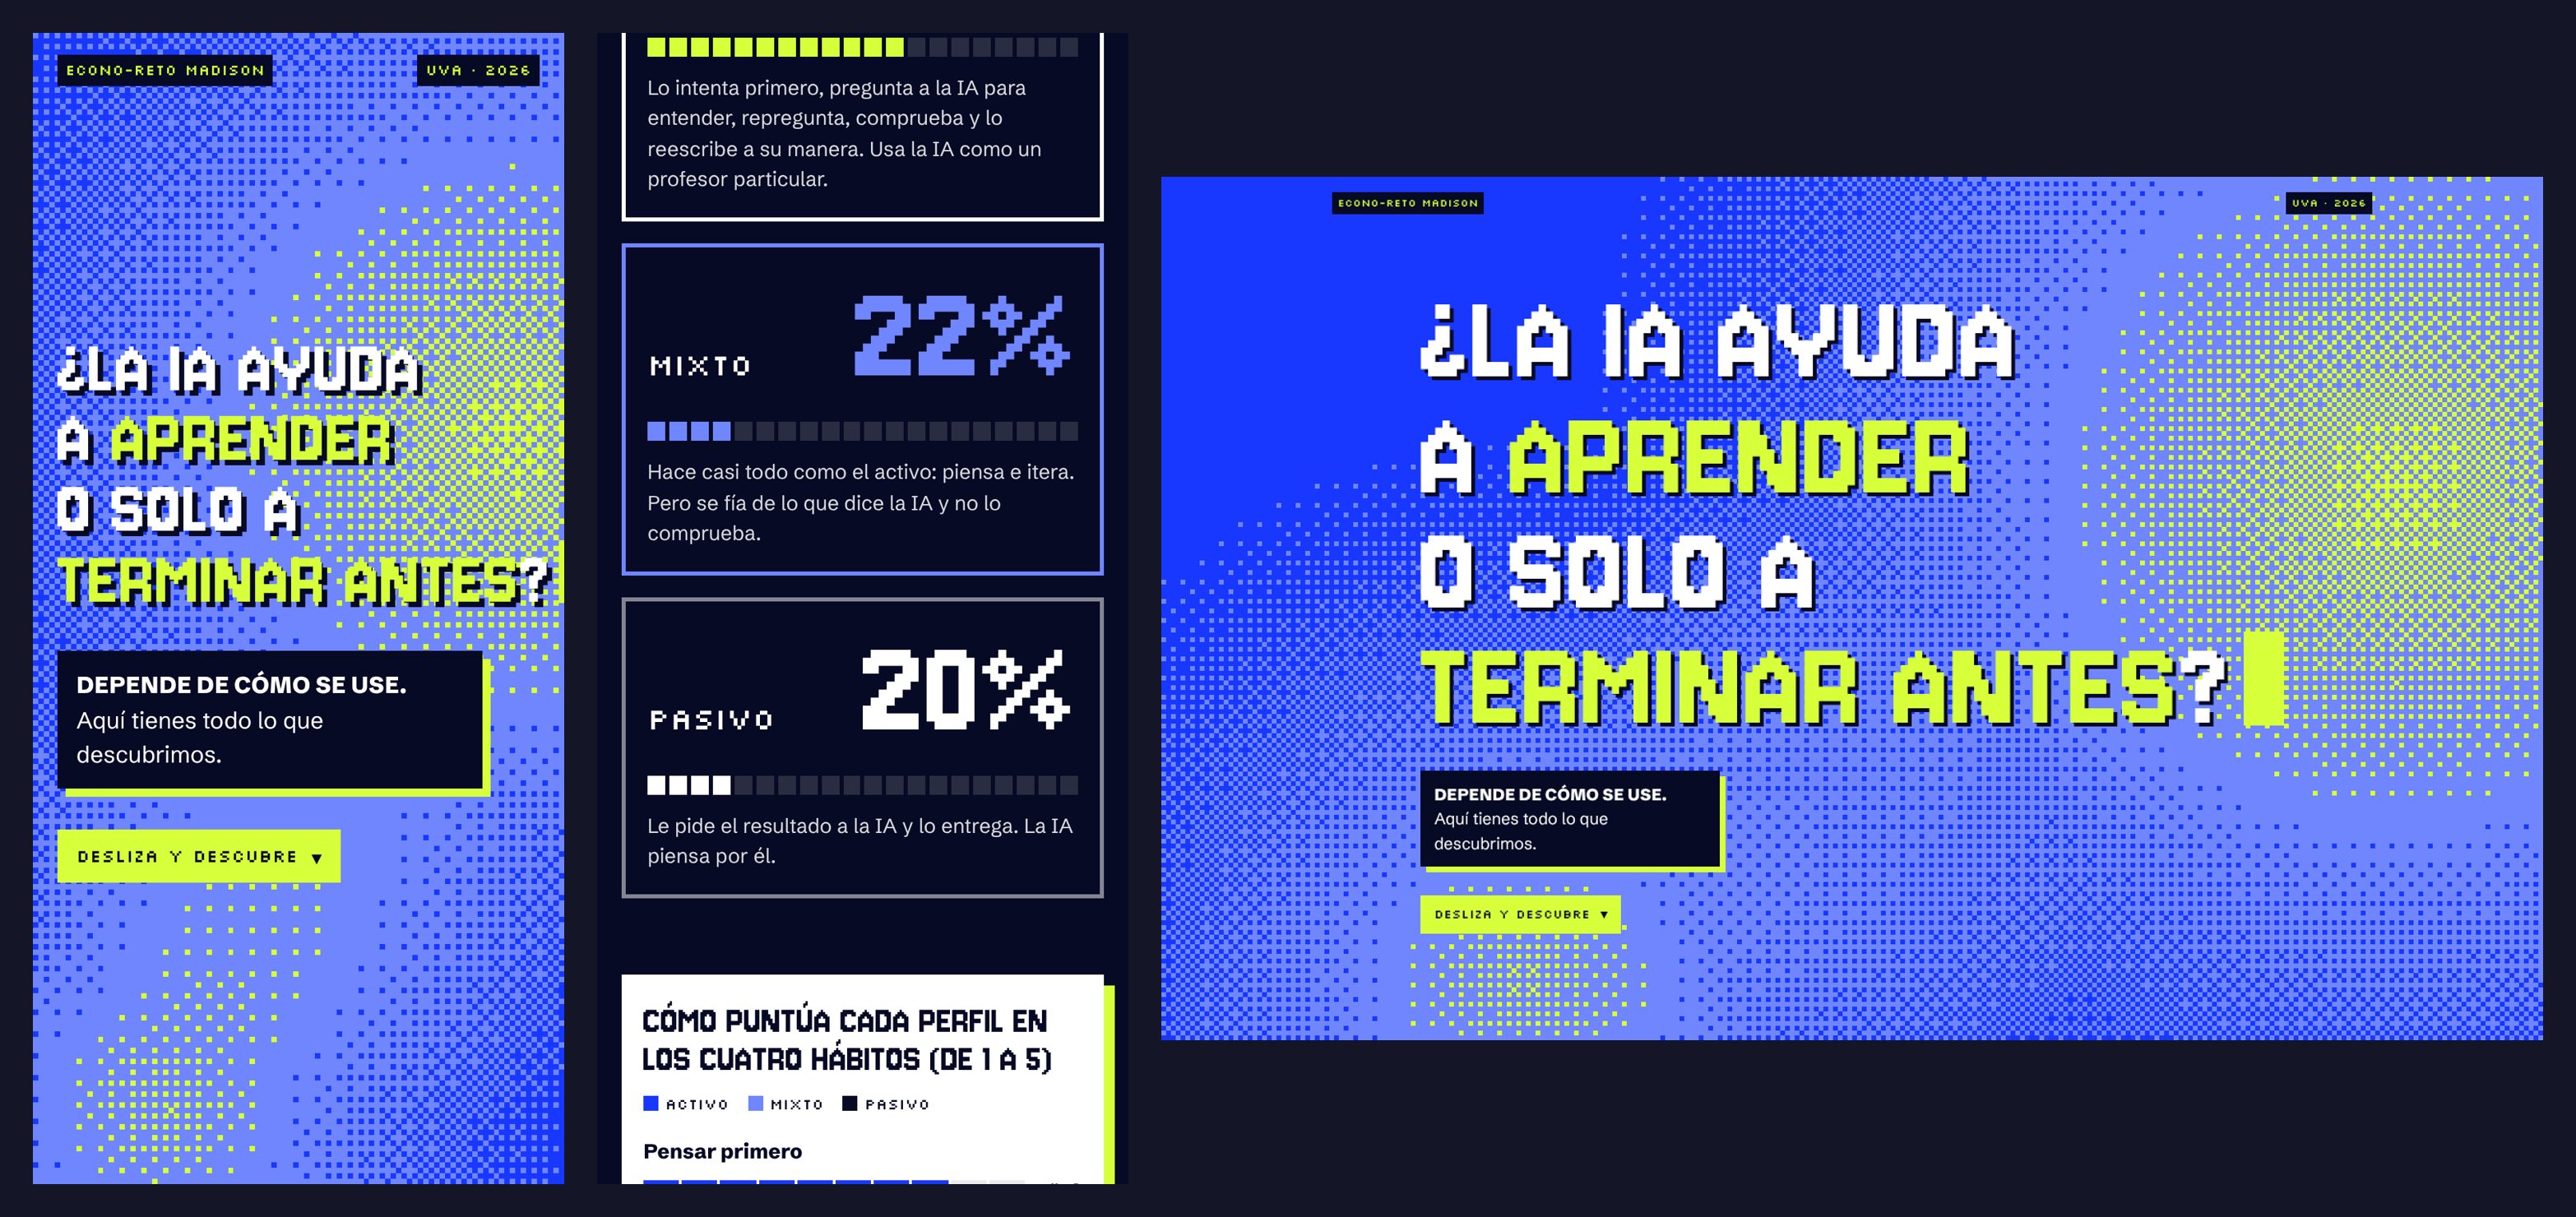 ECONO-RETO MADISON
UVA · 2026
¿LA IA AYUDA
A APRENDER
O SOLO A
TERMINAR ANTES?
DEPENDE DE CÓMO SE USE.
Aquí tienes todo lo que
descubrimos.
DESLIZA Y DESCUBRE ▼
Lo intenta primero, pregunta a la IA para
entender, repregunta, comprueba y lo
reescribe a su manera. Usa la IA como un
profesor particular.
MIXTO
22%
Hace casi todo como el activo: piensa e itera.
Pero se fía de lo que dice la IA y no lo
comprueba.
PASIVO
20%
Le pide el resultado a la IA y lo entrega. La IA
piensa por él.
CÓMO PUNTÚA CADA PERFIL EN
LOS CUATRO HÁBITOS (DE 1 A 5)
ACTIVO MIXTO PASIVO
Pensar primero
ECONO-RETO MADISON
UVA · 2026
¿LA IA AYUDA
A APRENDER
O SOLO A
TERMINAR ANTES?
DEPENDE DE CÓMO SE USE.
Aquí tienes todo lo que
descubrimos.
DESLIZA Y DESCUBRE ▼